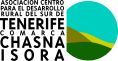 ASOCIACION CENTRO
PARA EL DESARROLLO
RURAL DEL SUR DE
TENERIFE
COMARCA
CHASNA
ISORA